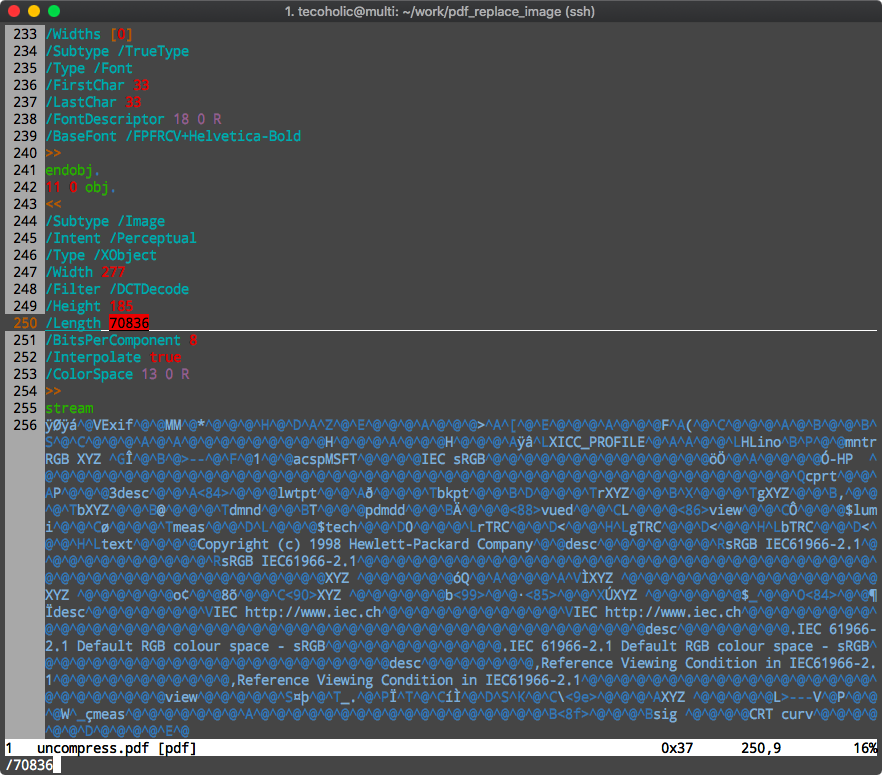 1. tecoholic@multi: ~/work/pdf_replace_image (ssh)
233 /Widths [0]
234 /Subtype /TrueType
235 /Type /Font
236 /FirstChar 33
237 /LastChar 33
238 /FontDescriptor 18 0 R
239 /BaseFont /FPFRCV+Helvetica-Bold
240 >>
241 endobj
242 11 0 obj
243 <<
244 /Subtype /Image
245 /Intent /Perceptual
246 /Type /XObject
247 /Width 277
248 /Filter /DCTDecode
249 /Height 185
250 /Length 70836
251 /BitsPerComponent 8
252 /Interpolate true
253 /ColorSpace 13 0 R
254 >>
255 stream
256 ÿØÿá^@VExif^@^@MM^@*^@^@^@^H^@^D^A^Z^@^E^@^@^@^A^@^@^@>^A^[^@^E^@^@^@^A^@^@^@F^A(^@^C^@^@^@^A^@^B^@^B
S^@^C^@^@^@^A^@^A^@^@^@^@^@^@^@^@^@H^@^@^@^A^@^@^@H^@^@^@^Aÿâ^LXICC_PROFILE^@^A^A^@^@^LHLino^B^P^@^@mntr
RGB XYZ ^GÎ^@^B^@>--^@^F^@1^@^@acspMSFT^@^@^@^@IEC sRGB^@^@^@^@^@^@^@^@^@^@^@^@^@^@öÖ^@^A^@^@^@^@Ó-HP ^@
cprt^@^@
^AP^@^@^@3desc^@^@^A<84>^@^@^@lwtpt^@^@^Að^@^@^@^Tbkpt^@^@^B^D^@^@^@^TrXYZ^@^@^B^X^@^@^@^TgXYZ^@^@^B,^@^@
^@^TbXYZ^@^@^B@^@^@^@^Tdmnd^@^@^BT^@^@^@pdmdd^@^@^BÄ^@^@^@<88>vued^@^@^CL^@^@^@<86>view^@^@^CÔ^@^@^@$lum
i^@^@^Cø^@^@^@^Tmeas^@^@^D^L^@^@^@$tech^@^@^D0^@^@^@^LrTRC^@^@^D<^@^@^H^LgTRC^@^@^D<^@^@^H^LbTRC^@^@^D<^@
^@^H^Ltext^@^@^@^@Copyright (c) 1998 Hewlett-Packard Company^@^@desc^@^@^@^@^@^@^@^RsRGB IEC61966-2.1^@
^RsRGB IEC61966-2.1^@
XYZ ^@^@^@^@^@^@óQ^@^A^@^@^@^A^VÌXYZ
XYZ ^@^@^@^@^@^@o¢^@^@8õ^@^@^C<90>XYZ ^@^@^@^@^@^@b<99>^@^@·<85>^@^@^XÚXYZ ^@^@^@^@^@^@$_^@^@^O<84>^@^@¶
Ïdesc^@^@^@^@^@^@^@^VIEC http://www.iec.ch^@^@^@^@^@^@^@^@^@^@^@^VIEC http://www.iec.ch^@
desc^@^@^@^@^@^@^@.IEC 61966-
2.1 Default RGB colour space - sRGB^@^@^@^@^@^@^@^@^@^@^@.IEC 61966-2.1 Default RGB colour space - sRGB^@
desc^@^@^@^@^@^@^@,Reference Viewing Condition in IEC61966-2.
1^@^@^@^@^@^@^@^@^@^@^@,Reference Viewing Condition in IEC61966-2.1^@
view^@^@^@^@^@^S¤þ^@^T_.^@^PÏ^T^@^CíÌ^@^D^S^K^@^C\<9e>^@^@^@^AXYZ ^@^@^@^@^@^L>---V^@^P^@
^@^W^_çmeas^@^@^@^@^@^@^@^A^@^@^@^@^@^@^@^@^@^@^@^@^@^@^@^@^@^@^B<8f>^@^@^@^Bsig ^@^@^@^@CRT curv^@^@^@^@
^@^@^D^@^@^@^@^E^@
1 uncompress.pdf [pdf] 0x37 250,9 16%
/70836